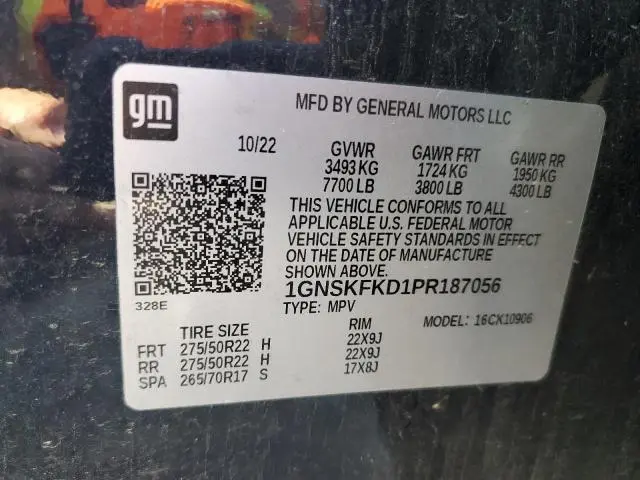 gm
MFD BY GENERAL MOTORS LLC
10/22 GVWR GAWR FRT GAWR RR
3493 KG 1724 KG 1950 KG
7700 LB 3800 LB 4300 LB
THIS VEHICLE CONFORMS TO ALL
APPLICABLE U.S. FEDERAL MOTOR
VEHICLE SAFETY STANDARDS IN EFFECT
ON THE DATE OF MANUFACTURE
SHOWN ABOVE.
1GNSKFKD1PR187056
328E
TYPE: MPV MODEL: 16CK10906
TIRE SIZE RIM
FRT 275/50R22 H 22X9J
RR 275/50R22 H 22X9J
SPA 265/70R17 S 17X8J